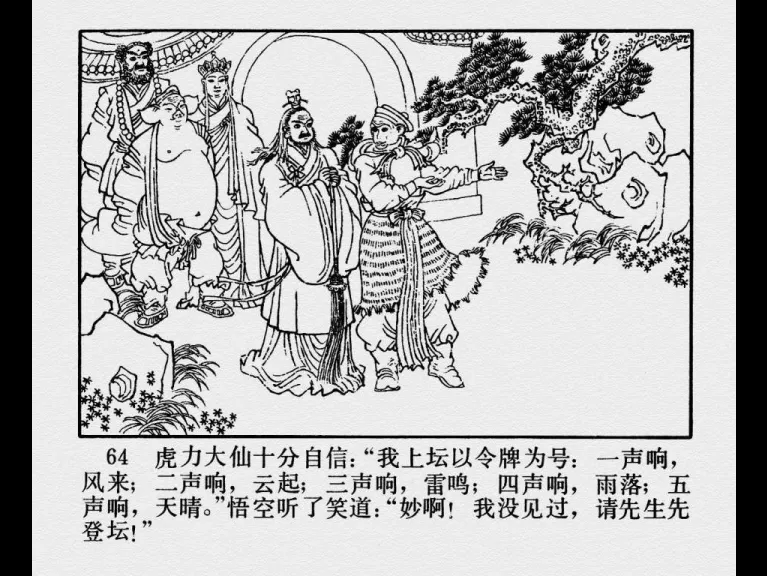 64 虎力大仙十分自信：“我上坛以令牌为号：一声响，
风来；二声响，云起；三声响，雷鸣；四声响，雨落；五
声响，天晴。”悟空听了笑道：“妙啊！我没见过，请先生先
登坛！”